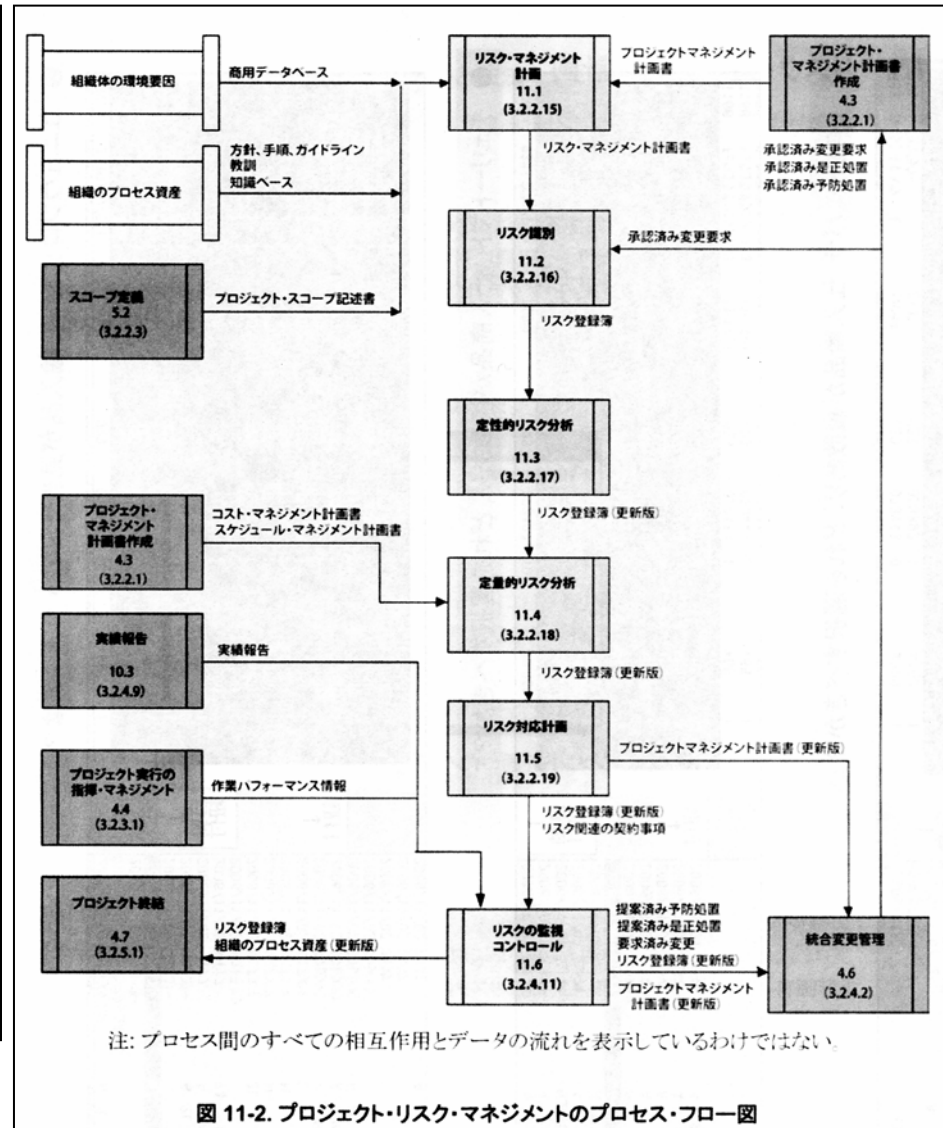 組織体の環境要因
商用データベース
リスク・マネジメント
計画
11.1
(3.2.2.15)
プロジェクトマネジメント
計画書
プロジェクト・
マネジメント計画書
作成
4.3
(3.2.2.1)
組織のプロセス資産
方針、手順、ガイドライン
教訓
知識ベース
リスク・マネジメント計画書
承認済み変更要求
承認済み是正処置
承認済み予防処置
スコープ定義
5.2
(3.2.2.3)
プロジェクト・スコープ記述書
リスク識別
11.2
(3.2.2.16)
承認済み変更要求
リスク登録簿
定性的リスク分析
11.3
(3.2.2.17)
リスク登録簿(更新版)
プロジェクト・
マネジメント
計画書作成
4.3
(3.2.2.1)
コスト・マネジメント計画書
スケジュール・マネジメント計画書
定量的リスク分析
11.4
(3.2.2.18)
リスク登録簿(更新版)
実績報告
10.3
(3.2.4.9)
実績報告
リスク対応計画
11.5
(3.2.2.19)
プロジェクトマネジメント計画書(更新版)
プロジェクト実行の
指揮・マネジメント
4.4
(3.2.3.1)
作業パフォーマンス情報
リスク登録簿(更新版)
リスク関連の契約事項
プロジェクト終結
4.7
(3.2.5.1)
リスク登録簿
組織のプロセス資産(更新版)
リスクの監視
コントロール
11.6
(3.2.4.11)
提案済み予防処置
提案済み是正処置
要求済み変更
リスク登録簿(更新版)
プロジェクトマネジメント
計画書(更新版)
統合変更管理
4.6
(3.2.4.2)
注: プロセス間のすべての相互作用とデータの流れを表示しているわけではない。
図 11-2. プロジェクト・リスク・マネジメントのプロセス・フロー図